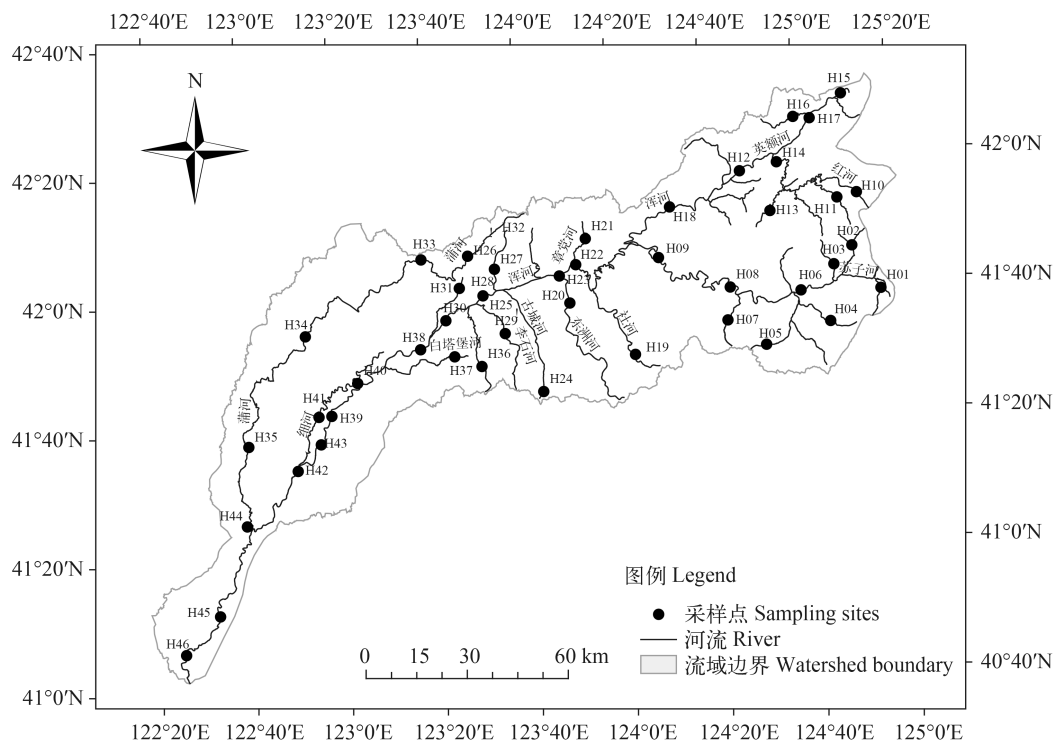 122°40′N 123°0′N 123°20′N 123°40′N 124°0′N 124°20′N 124°40′N 125°0′N 125°20′N
42°40′N
N
H15
H16
H17
42°0′N
英额河
H14
H12
42°20′N
红河
H10
浑河
H11
H13
H18
H21
H32
章党河
H02
蒲河
H33
H26
H09
H03
H22
H27
浑河
苏子河
H01
41°40′N
H23
H28
H31
H08
H06
H20
H25
42°0′N
H30
古城河
H04
H29
社河
H07
H34
东洲河
李石河
H05
H38
白塔堡河
H19
H36
H37
H40
H24
H41
蒲河
H39
41°20′N
细河
H35
H43
41°40′N
H42
H44
41°0′N
41°20′N
图例 Legend
采样点 Sampling sites
H45
河流 River
H46
流域边界 Watershed boundary
0 15 30 60 km
40°40′N
41°0′N
122°20′N 122°40′N 123°0′N 123°20′N 123°40′N 124°0′N 124°20′N 124°40′N 125°0′N